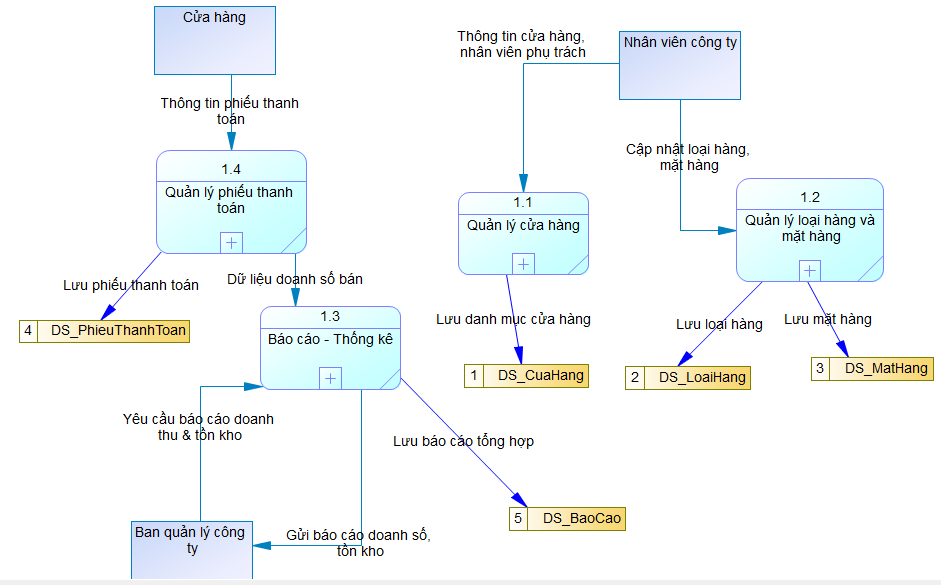 Cửa hàng
Thông tin phiếu thanh
toán
1.4
Quản lý phiếu thanh
toán
Lưu phiếu thanh toán
4 DS_PhieuThanhToan
Dữ liệu doanh số bán
1.3
Báo cáo - Thống kê
Yêu cầu báo cáo doanh
thu & tồn kho
Ban quản lý công
ty
Gửi báo cáo doanh số,
tồn kho
Lưu báo cáo tổng hợp
5 DS_BaoCao
Thông tin cửa hàng,
nhân viên phụ trách
Nhân viên công ty
Cập nhật loại hàng,
mặt hàng
1.1
Quản lý cửa hàng
Lưu danh mục cửa hàng
1 DS_CuaHang
1.2
Quản lý loại hàng và
mặt hàng
Lưu loại hàng
2 DS_LoaiHang
Lưu mặt hàng
3 DS_MatHang